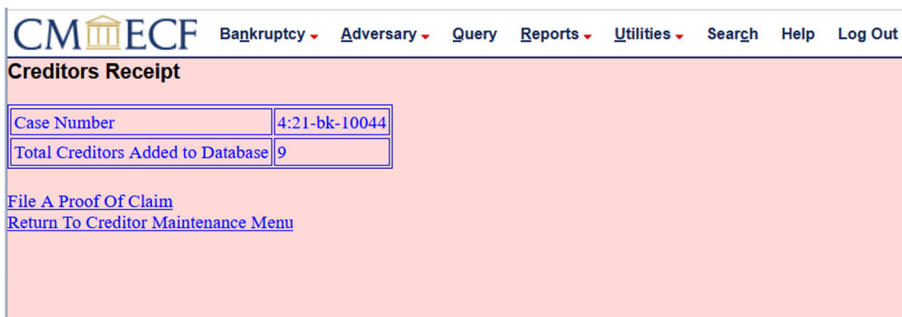 CM ECF Bankruptcy Adversary Query Reports Utilities Search Help Log Out
Creditors Receipt
Case Number 4:21-bk-10044
Total Creditors Added to Database 9
File A Proof Of Claim
Return To Creditor Maintenance Menu